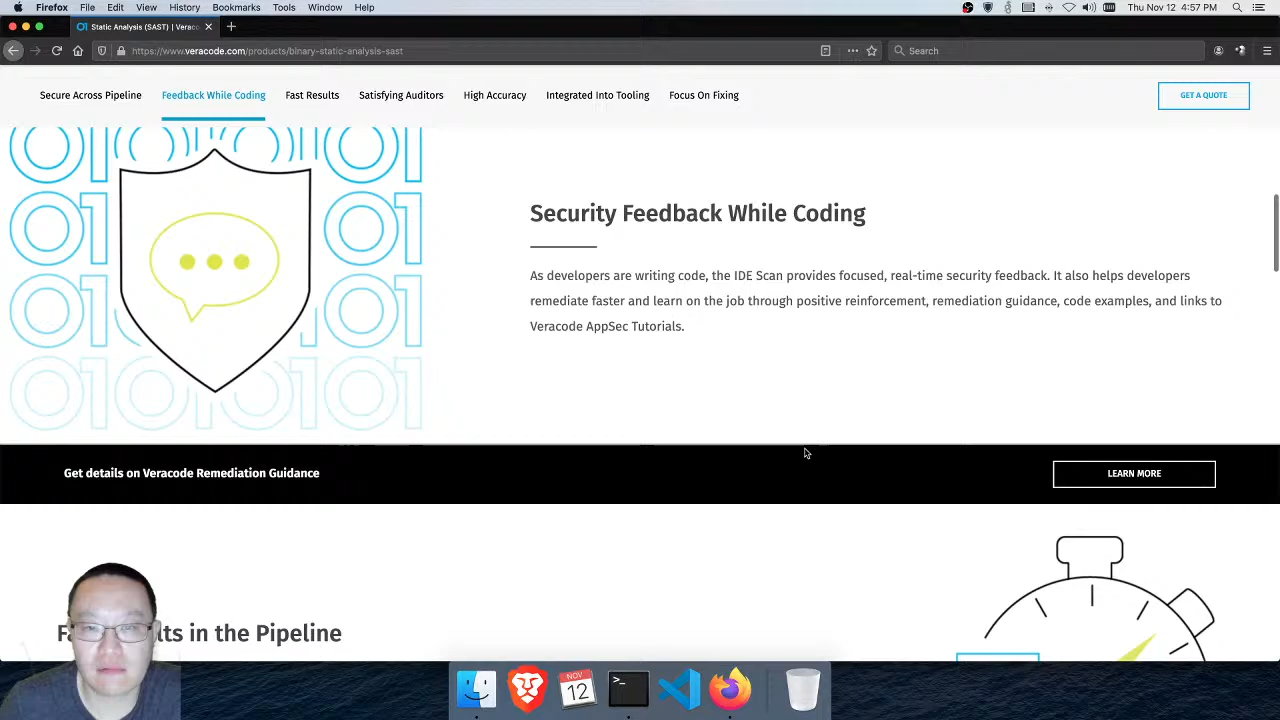 Firefox File Edit View History Bookmarks Tools Window Help Thu Nov 12 4:57 PM
Static Analysis (SAST) | Verac
https://www.veracode.com/products/binary-static-analysis-sast Search
Secure Across Pipeline Feedback While Coding Fast Results Satisfying Auditors High Accuracy Integrated Into Tooling Focus On Fixing GET A QUOTE
Security Feedback While Coding
As developers are writing code, the IDE Scan provides focused, real-time security feedback. It also helps developers
remediate faster and learn on the job through positive reinforcement, remediation guidance, code examples, and links to
Veracode AppSec Tutorials.
Get details on Veracode Remediation Guidance LEARN MORE
in the Pipeline
NOV
12